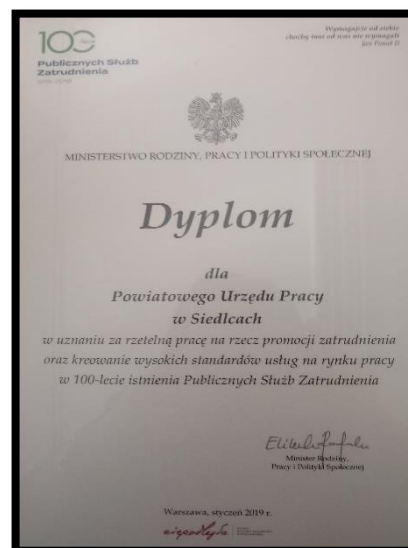 100
Publicznych Służb
Zatrudnienia
Wymagajcie od siebie
choćby inni od was nie wymagali
Jan Paweł II
MINISTERSTWO RODZINY, PRACY I POLITYKI SPOŁECZNEJ
Dyplom
dla
Powiatowego Urzędu Pracy
w Siedlcach
w uznaniu za rzetelną pracę na rzecz promocji zatrudnienia
oraz kreowanie wysokich standardów usług na rynku pracy
w 100-lecie istnienia Publicznych Służb Zatrudnienia
Minister Rodziny,
Pracy i Polityki Społecznej
Warszawa, styczeń 2019 r.
niepodległa